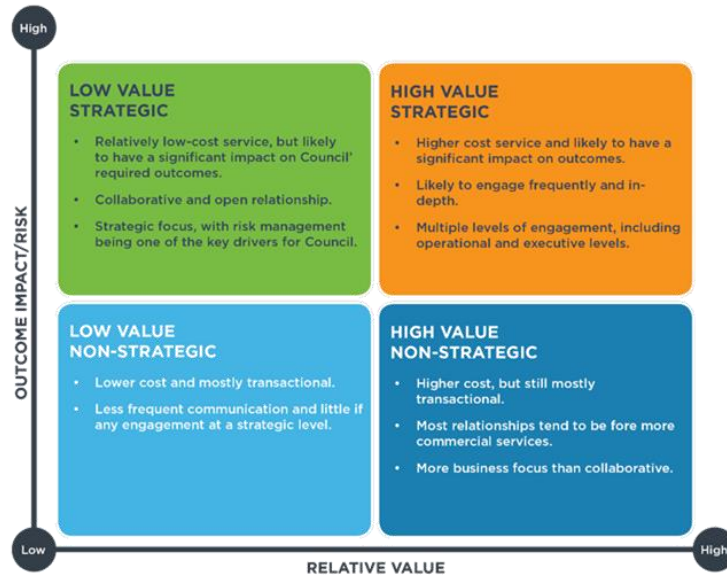 High
OUTCOME IMPACT/RISK
LOW VALUE
STRATEGIC
• Relatively low-cost service, but likely
to have a significant impact on Council'
required outcomes.
• Collaborative and open relationship.
• Strategic focus, with risk management
being one of the key drivers for Council.
HIGH VALUE
STRATEGIC
• Higher cost service and likely to have a
significant impact on outcomes.
• Likely to engage frequently and in-
depth.
• Multiple levels of engagement, including
operational and executive levels.
LOW VALUE
NON-STRATEGIC
• Lower cost and mostly transactional.
• Less frequent communication and little if
any engagement at a strategic level.
HIGH VALUE
NON-STRATEGIC
• Higher cost, but still mostly
transactional.
• Most relationships tend to be fore more
commercial services.
• More business focus than collaborative.
Low
RELATIVE VALUE
High